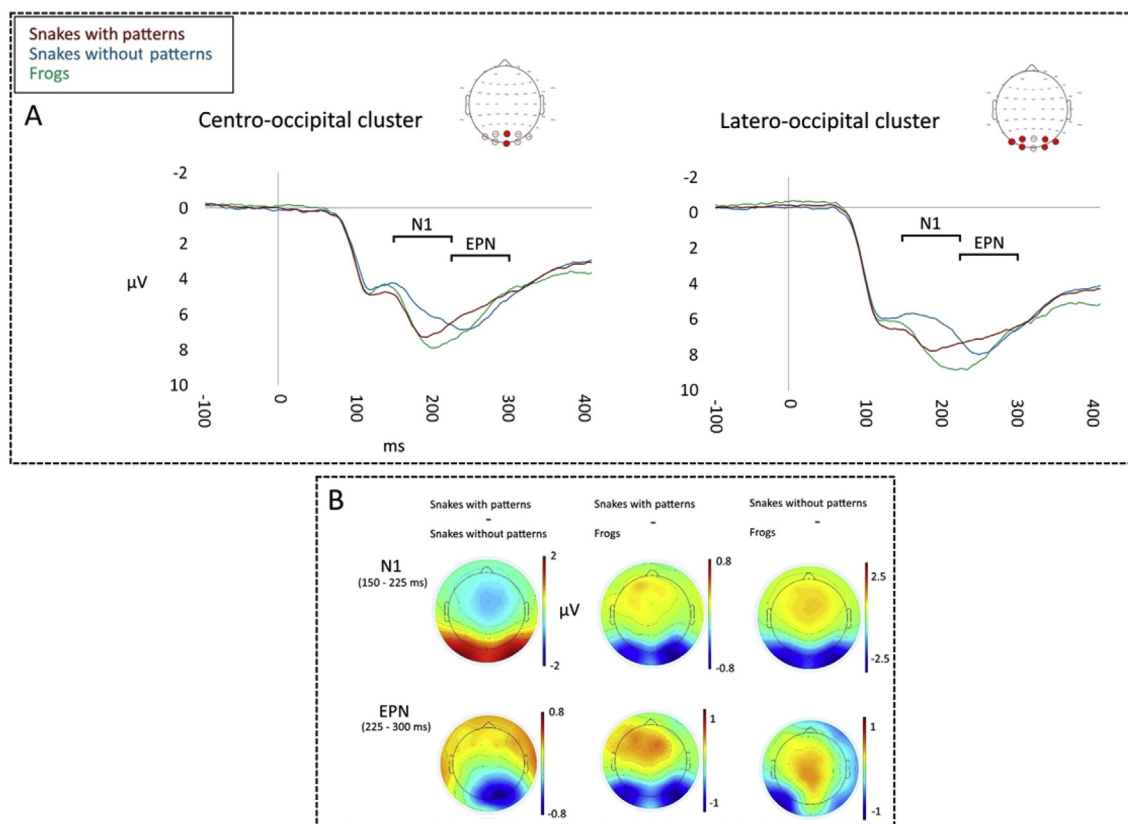 Snakes with patterns
Snakes without patterns
Frogs
A
Centro-occipital cluster
Latero-occipital cluster
-2
0
2
4
6
8
10
μV
N1
EPN
-100
0
100
200
300
400
ms
-2
0
2
4
6
8
10
N1
EPN
-100
0
100
200
300
400
B
Snakes with patterns
-
Snakes without patterns
Snakes with patterns
-
Frogs
Snakes without patterns
-
Frogs
N1
(150 - 225 ms)
2
-2
μV
0.8
-0.8
2.5
-2.5
EPN
(225 - 300 ms)
0.8
-0.8
1
-1
1
-1